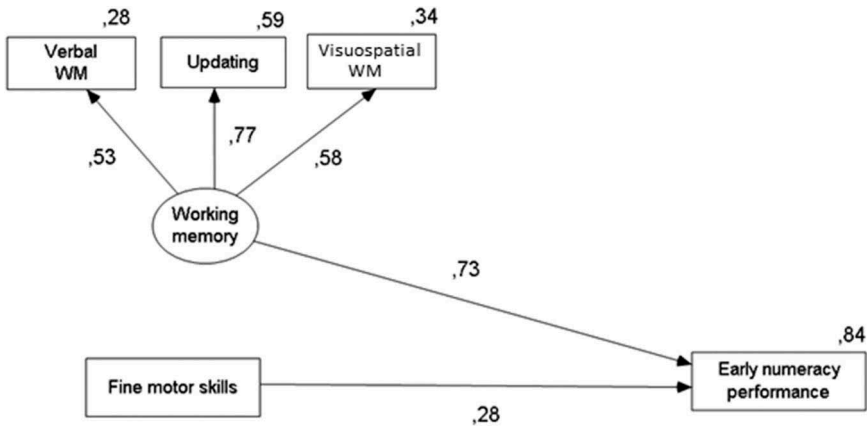 ,28
,59
,34
Verbal
WM
Updating
Visuospatial
WM
,53
,77
,58
Working
memory
,73
,84
Fine motor skills
Early numeracy
performance
,28